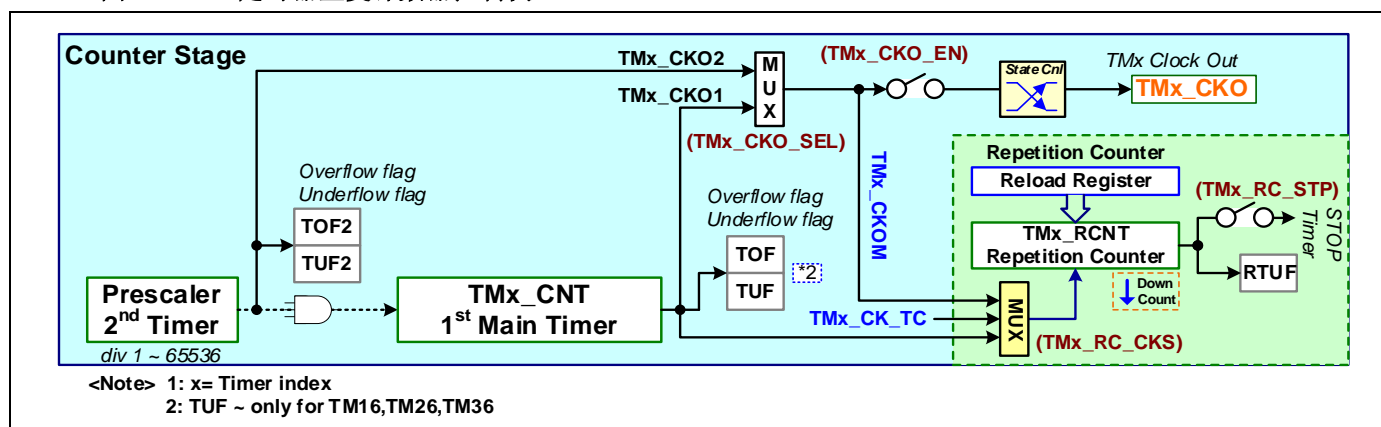 Counter Stage
TMx_CKO2
TMx_CKO1
MUX
(TMx_CKO_SEL)
(TMx_CKO_EN)
State Cnl
TMx Clock Out
TMx_CKO
Overflow flag
Underflow flag
TOF2
TUF2
Overflow flag
Underflow flag
TOF
TUF
*2
TMx_CKOM
Repetition Counter
Reload Register
(TMx_RC_STP)
TMx_RCNT
Repetition Counter
STOP
Timer
RTUF
Down
Count
Prescaler
2nd Timer
div 1 ~ 65536
TMx_CNT
1st Main Timer
TMx_CK_TC
MUX
(TMx_RC_CKS)
<Note> 1: x= Timer index
2: TUF ~ only for TM16,TM26,TM36